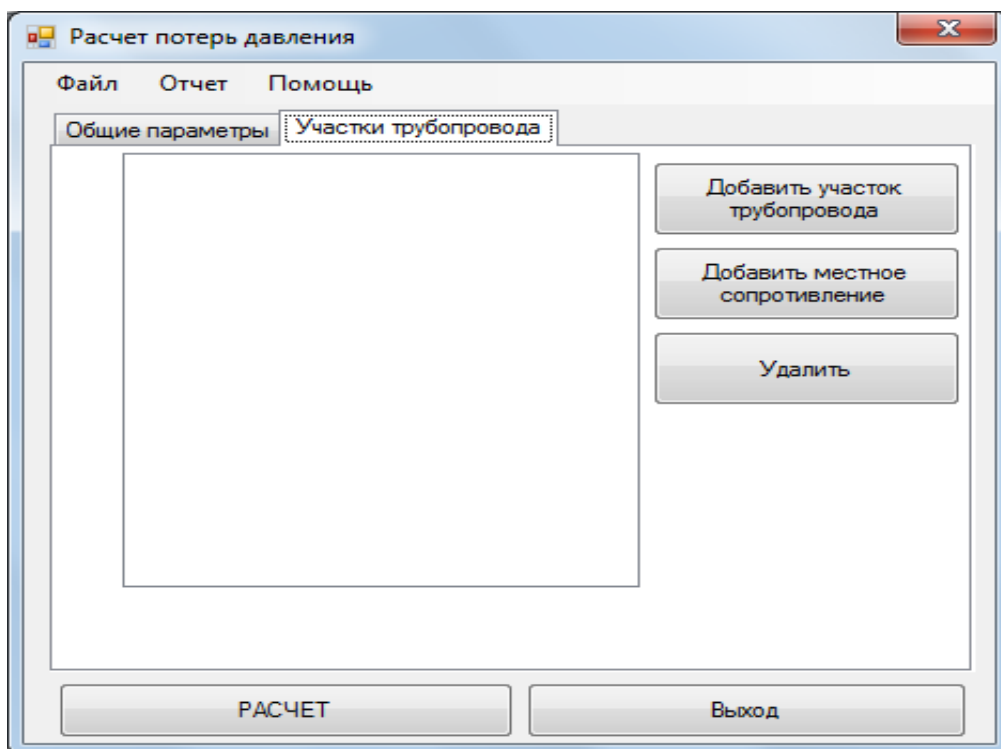 Расчет потерь давления
Файл Отчет Помощь
Общие параметры Участки трубопровода
Добавить участок
трубопровода
Добавить местное
сопротивление
Удалить
РАСЧЕТ Выход